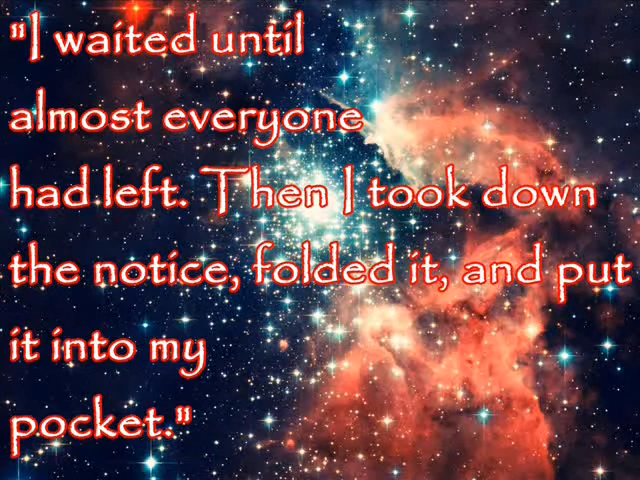 "I waited until
almost everyone
had left. Then I took down
the notice, folded it, and put
it into my
pocket."